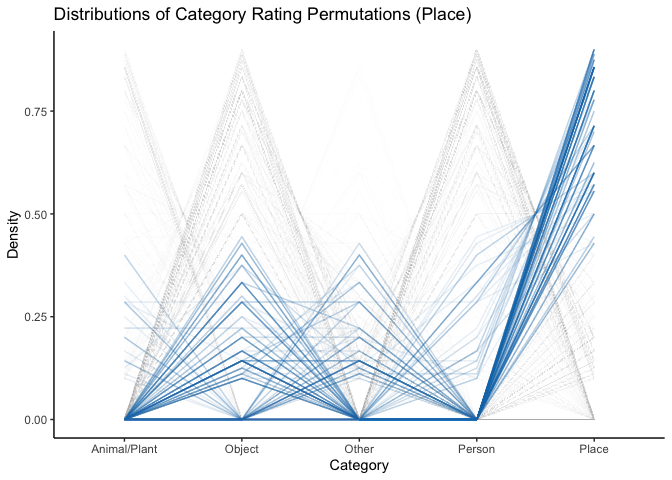 Distributions of Category Rating Permutations (Place)
0.75
0.50
0.25
0.00
Density
Animal/Plant Object Other Person Place
Category